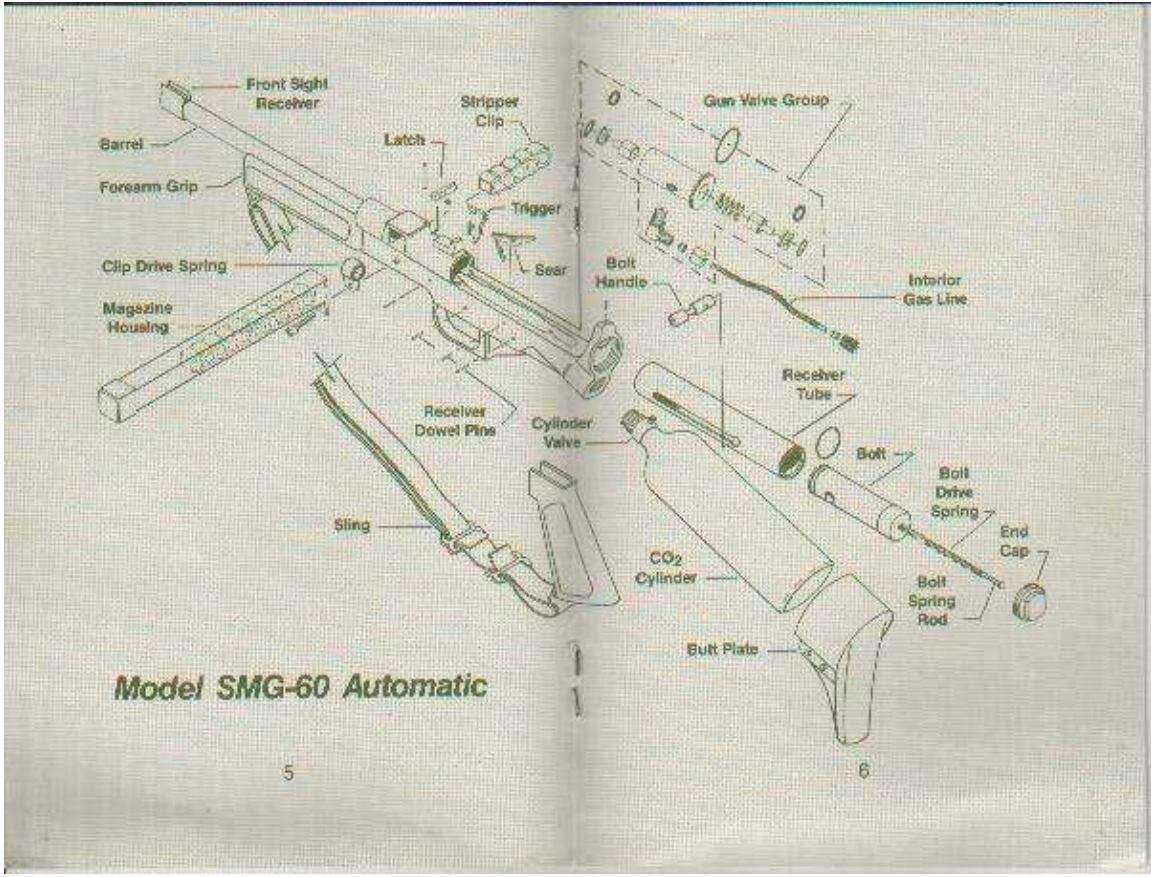 Front Sight
Receiver
Barrel
Forearm Grip
Clip Drive Spring
Magazine
Housing
Latch
Stripper
Clip
Trigger
Sear
Receiver
Dowel Pins
Sling
Model SMG-60 Automatic
5
Gun Valve Group
Bolt
Handle
Interior
Gas Line
Receiver
Tube
Cylinder
Valve
Bolt
Bolt
Drive
Spring
End
Cap
CO2
Cylinder
Bolt
Spring
Rod
Butt Plate
6